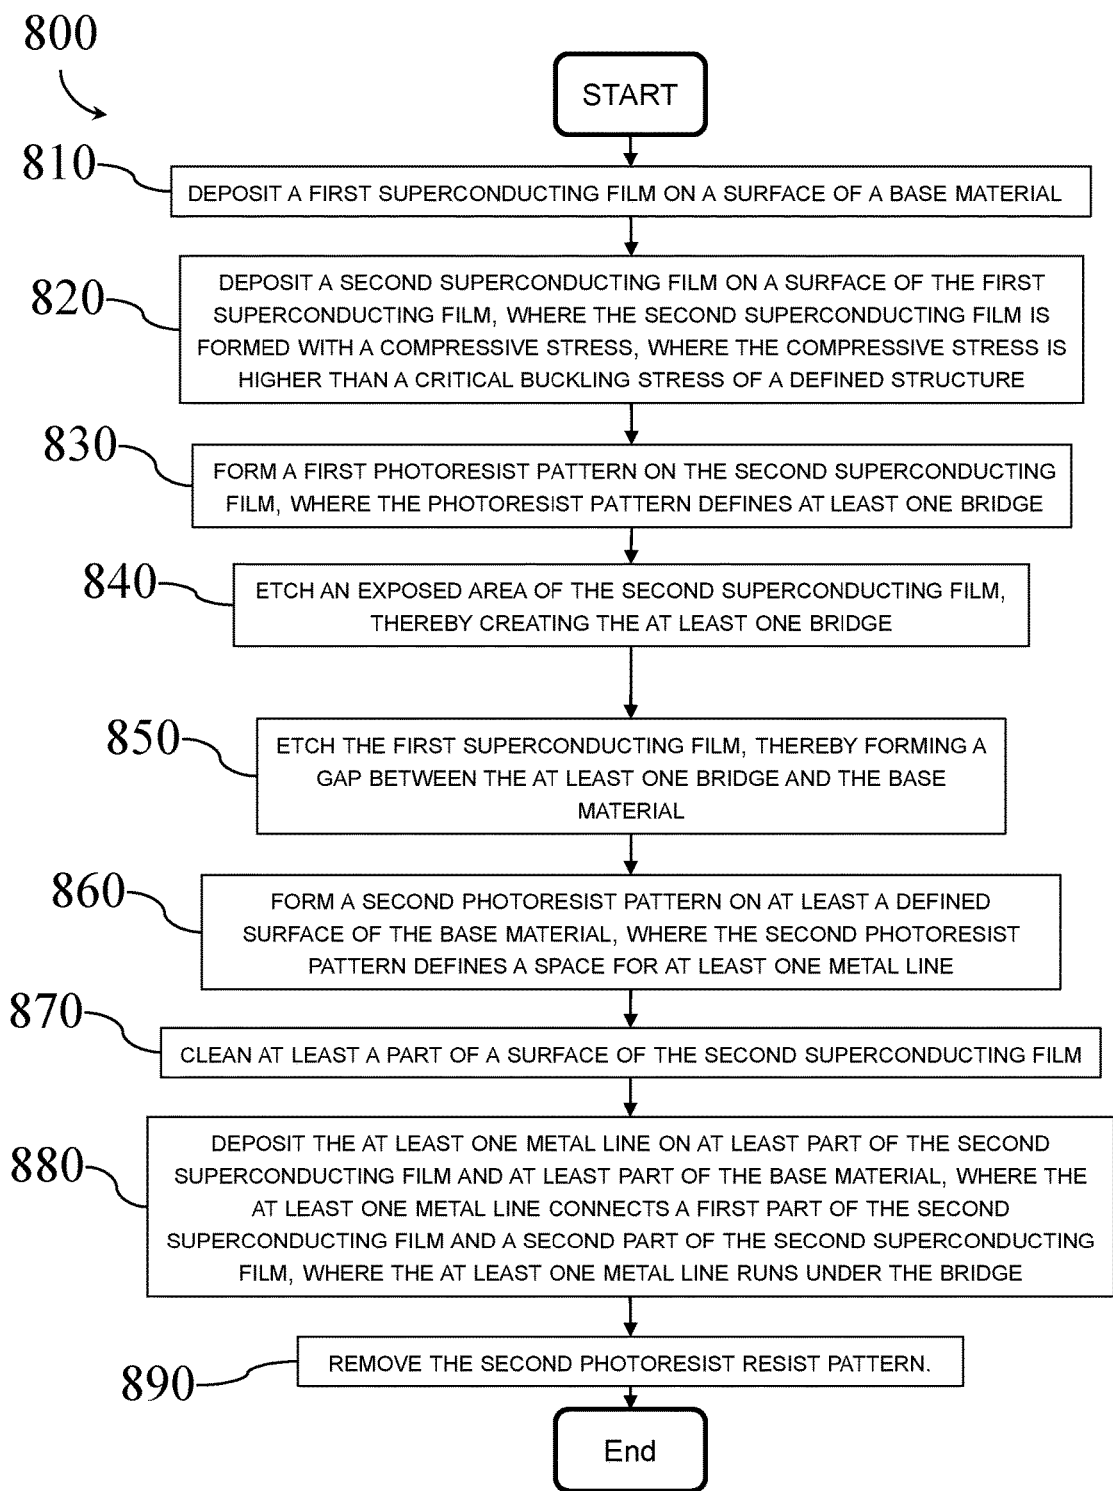 800
START
810
DEPOSIT A FIRST SUPERCONDUCTING FILM ON A SURFACE OF A BASE MATERIAL
820
DEPOSIT A SECOND SUPERCONDUCTING FILM ON A SURFACE OF THE FIRST
SUPERCONDUCTING FILM, WHERE THE SECOND SUPERCONDUCTING FILM IS
FORMED WITH A COMPRESSIVE STRESS, WHERE THE COMPRESSIVE STRESS IS
HIGHER THAN A CRITICAL BUCKLING STRESS OF A DEFINED STRUCTURE
830
FORM A FIRST PHOTORESIST PATTERN ON THE SECOND SUPERCONDUCTING
FILM, WHERE THE PHOTORESIST PATTERN DEFINES AT LEAST ONE BRIDGE
840
ETCH AN EXPOSED AREA OF THE SECOND SUPERCONDUCTING FILM,
THEREBY CREATING THE AT LEAST ONE BRIDGE
850
ETCH THE FIRST SUPERCONDUCTING FILM, THEREBY FORMING A
GAP BETWEEN THE AT LEAST ONE BRIDGE AND THE BASE
MATERIAL
860
FORM A SECOND PHOTORESIST PATTERN ON AT LEAST A DEFINED
SURFACE OF THE BASE MATERIAL, WHERE THE SECOND PHOTORESIST
PATTERN DEFINES A SPACE FOR AT LEAST ONE METAL LINE
870
CLEAN AT LEAST A PART OF A SURFACE OF THE SECOND SUPERCONDUCTING FILM
880
DEPOSIT THE AT LEAST ONE METAL LINE ON AT LEAST PART OF THE SECOND
SUPERCONDUCTING FILM AND AT LEAST PART OF THE BASE MATERIAL, WHERE THE
AT LEAST ONE METAL LINE CONNECTS A FIRST PART OF THE SECOND
SUPERCONDUCTING FILM AND A SECOND PART OF THE SECOND SUPERCONDUCTING
FILM, WHERE THE AT LEAST ONE METAL LINE RUNS UNDER THE BRIDGE
890
REMOVE THE SECOND PHOTORESIST RESIST PATTERN.
End